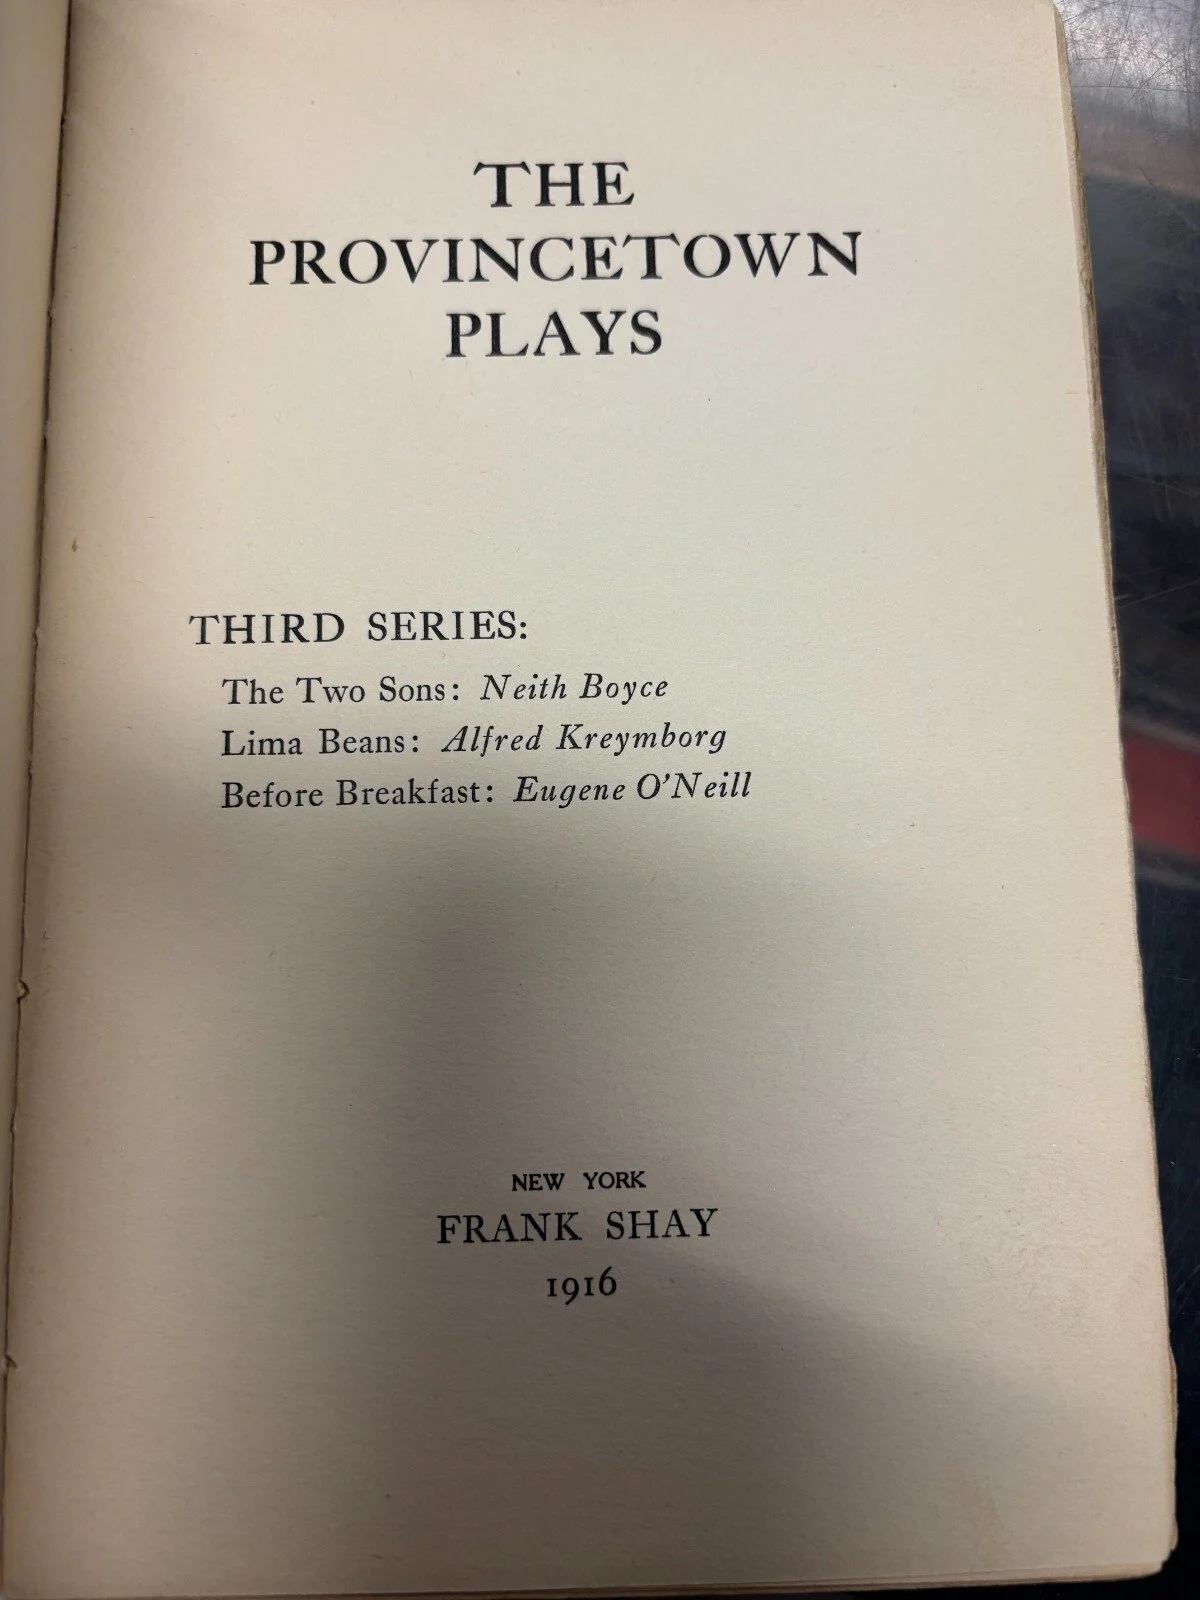 THE
PROVINCETOWN
PLAYS
THIRD SERIES:
The Two Sons: Neith Boyce
Lima Beans: Alfred Kreymborg
Before Breakfast: Eugene O'Neill
NEW YORK
FRANK SHAY
1916